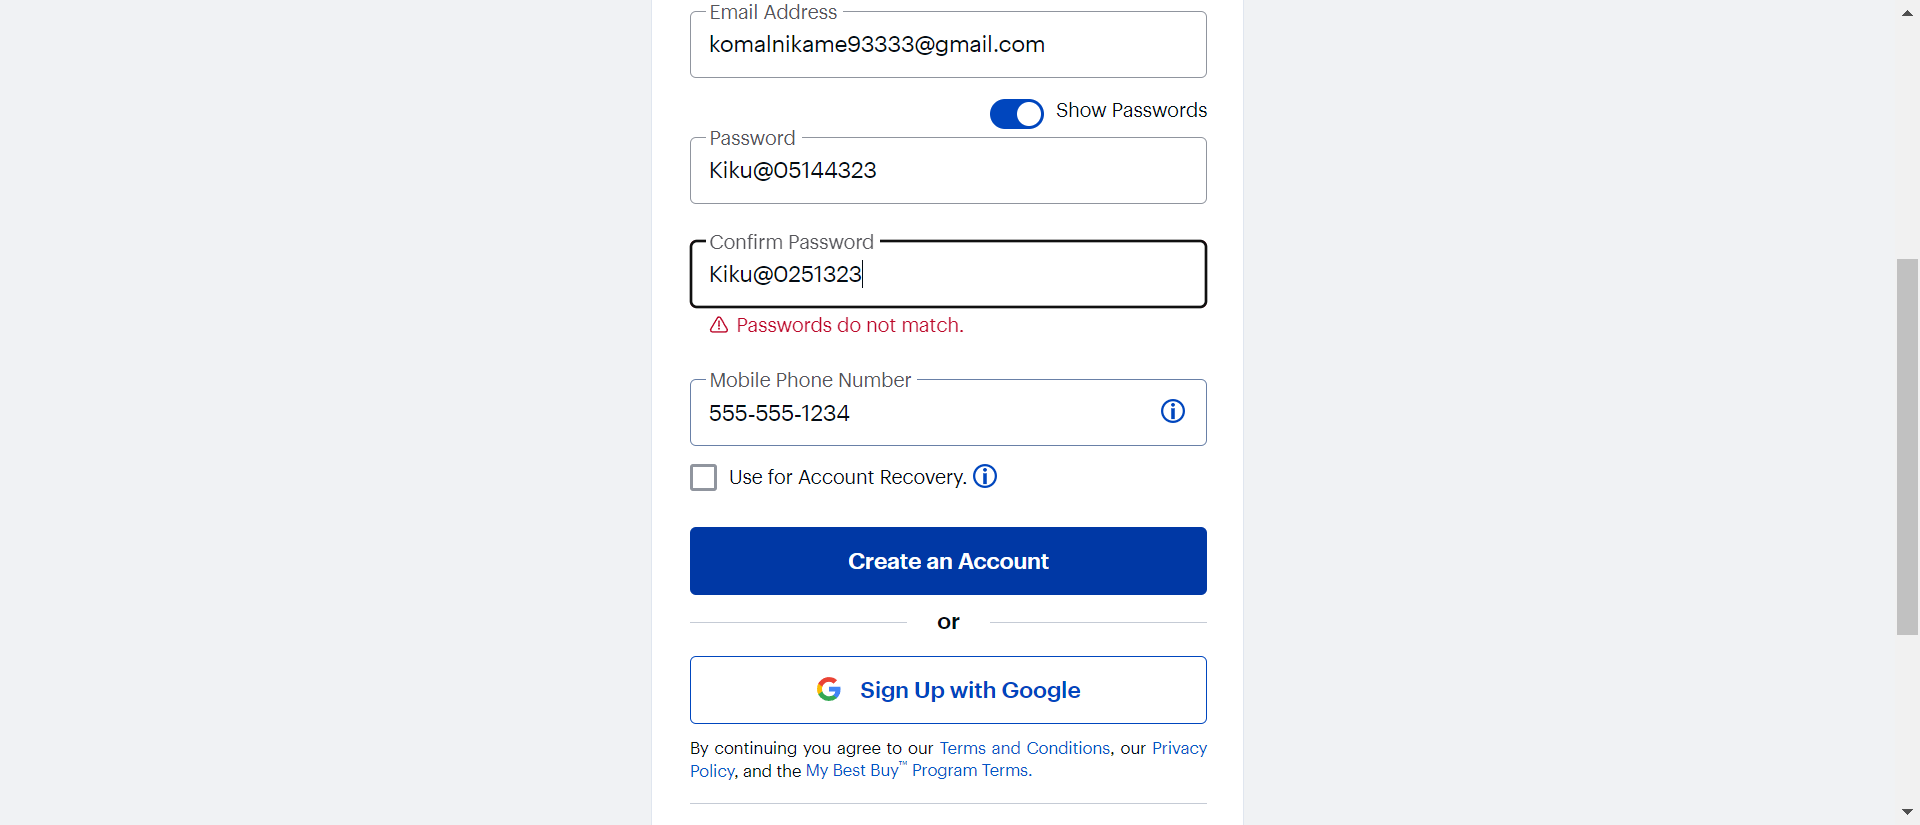 Email Address
komalnikame93333@gmail.com
Show Passwords
Password
Kiku@05144323
Confirm Password
Kiku@0251323
Passwords do not match.
Mobile Phone Number
555-555-1234
Use for Account Recovery.
Create an Account
or
Sign Up with Google
By continuing you agree to our Terms and Conditions, our Privacy
Policy, and the My Best Buy™ Program Terms.